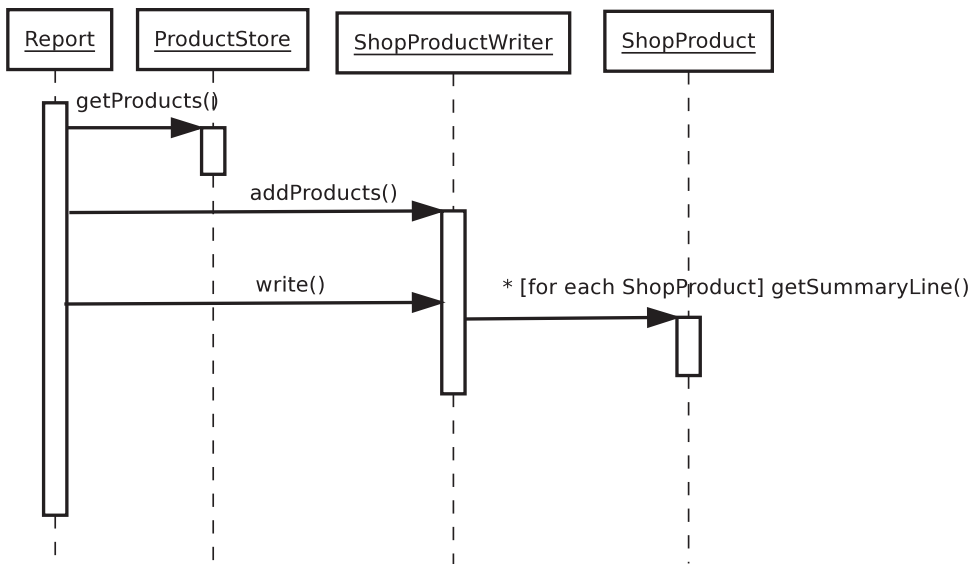 Report
ProductStore
ShopProductWriter
ShopProduct
getProducts()
addProducts()
write()
* [for each ShopProduct] getSummaryLine()